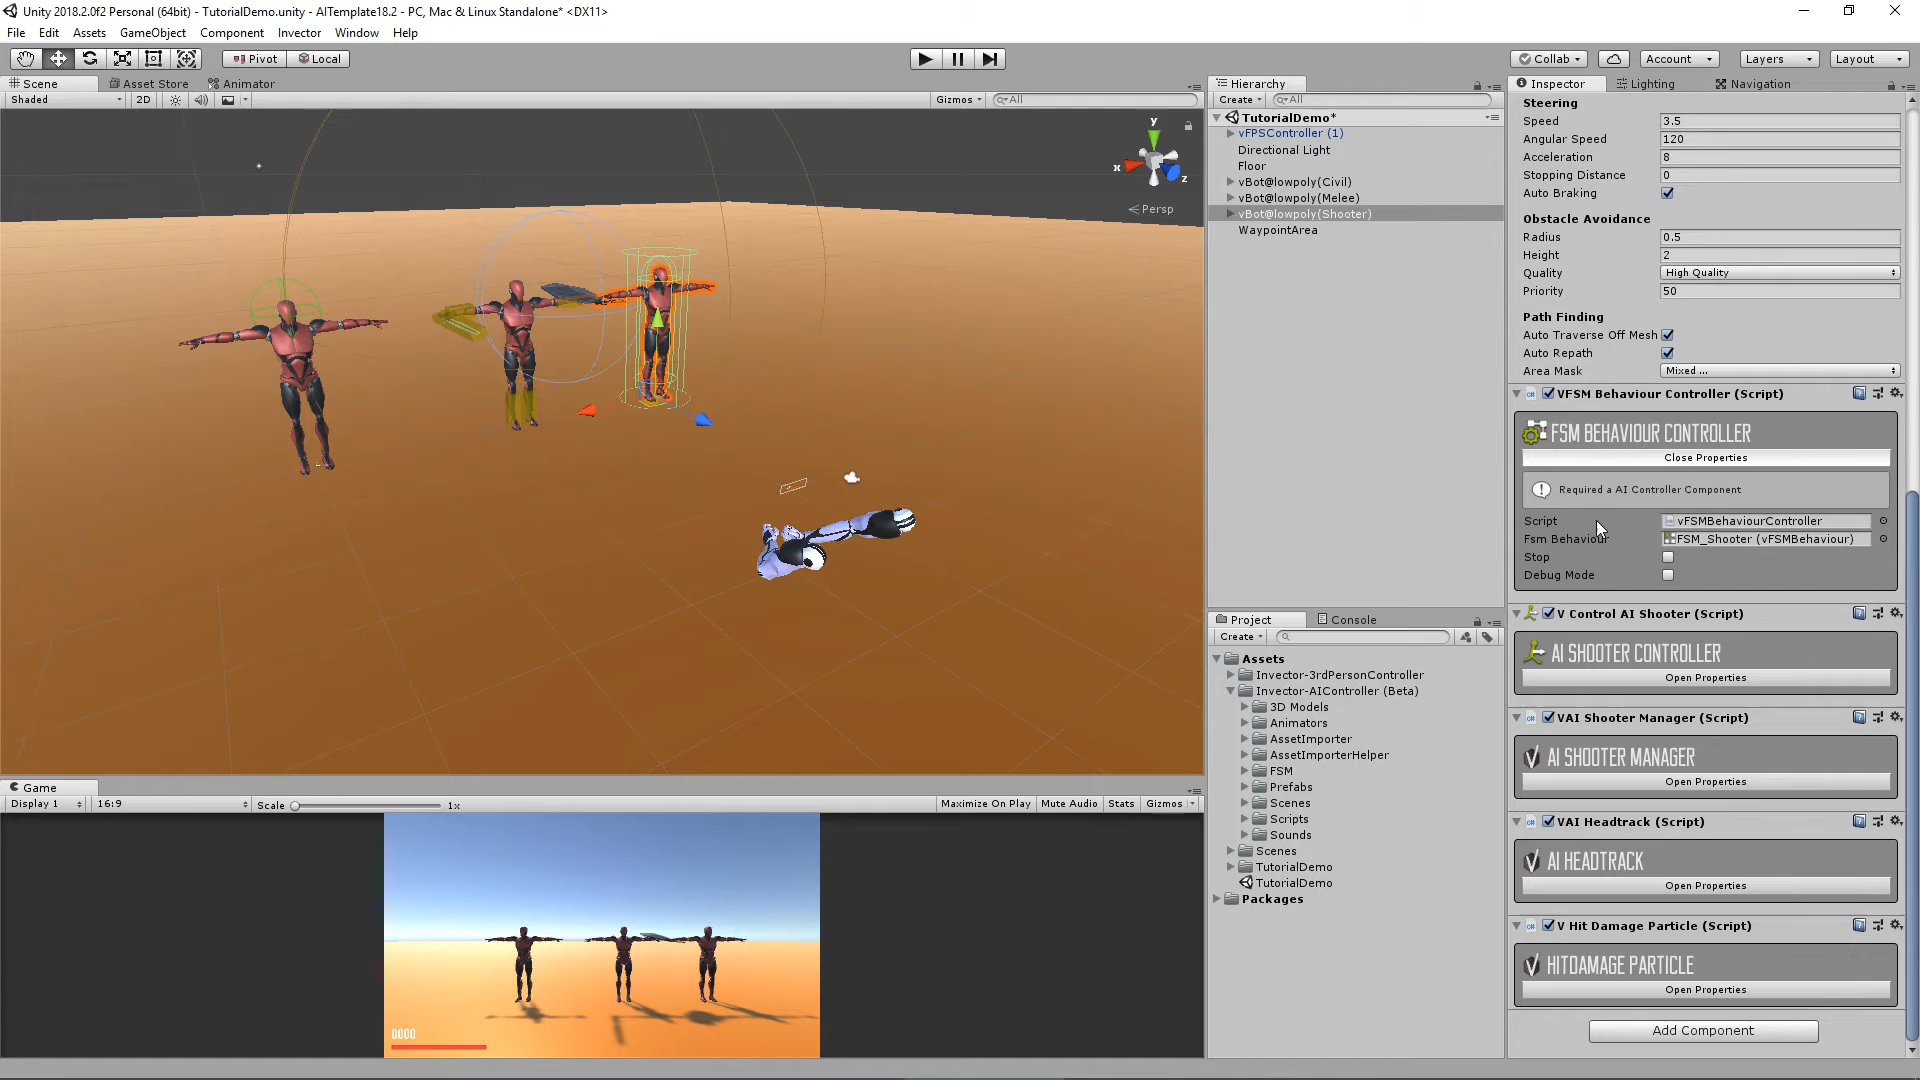 Unity 2018.2.0f2 Personal (64bit) - TutorialDemo.unity - AITemplate18.2 - PC, Mac & Linux Standalone* <DX11>
File Edit Assets GameObject Component Invector Window Help
Pivot Local Collab Account Layers Layout
Scene Asset Store Animator
Shaded 2D Gizmos All
y
x
z
Persp
Hierarchy
Create All
TutorialDemo*
vFPSController (1)
Directional Light
Floor
vBot@lowpoly(Civil)
vBot@lowpoly(Melee)
vBot@lowpoly(Shooter)
WaypointArea
Project Console
Create
Assets
Invector-3rdPersonController
Invector-AIController (Beta)
3D Models
Animators
AssetImporter
AssetImporterHelper
FSM
Prefabs
Scenes
Scripts
Sounds
Scenes
TutorialDemo
TutorialDemo
Packages
Game
Display 1 16:9 Scale 1x Maximize On Play Mute Audio Stats Gizmos
0000
Inspector Lighting Navigation
Steering
Speed 3.5
Angular Speed 120
Acceleration 8
Stopping Distance 0
Auto Braking
Obstacle Avoidance
Radius 0.5
Height 2
Quality High Quality
Priority 50
Path Finding
Auto Traverse Off Mesh
Auto Repath
Area Mask Mixed ...
VFSM Behaviour Controller (Script)
FSM BEHAVIOUR CONTROLLER
Close Properties
Required a AI Controller Component
Script vFSMBehaviourController
Fsm Behaviour FSM_Shooter (vFSMBehaviour)
Stop
Debug Mode
V Control AI Shooter (Script)
AI SHOOTER CONTROLLER
Open Properties
VAI Shooter Manager (Script)
AI SHOOTER MANAGER
Open Properties
VAI Headtrack (Script)
AI HEADTRACK
Open Properties
V Hit Damage Particle (Script)
HITDAMAGE PARTICLE
Open Properties
Add Component